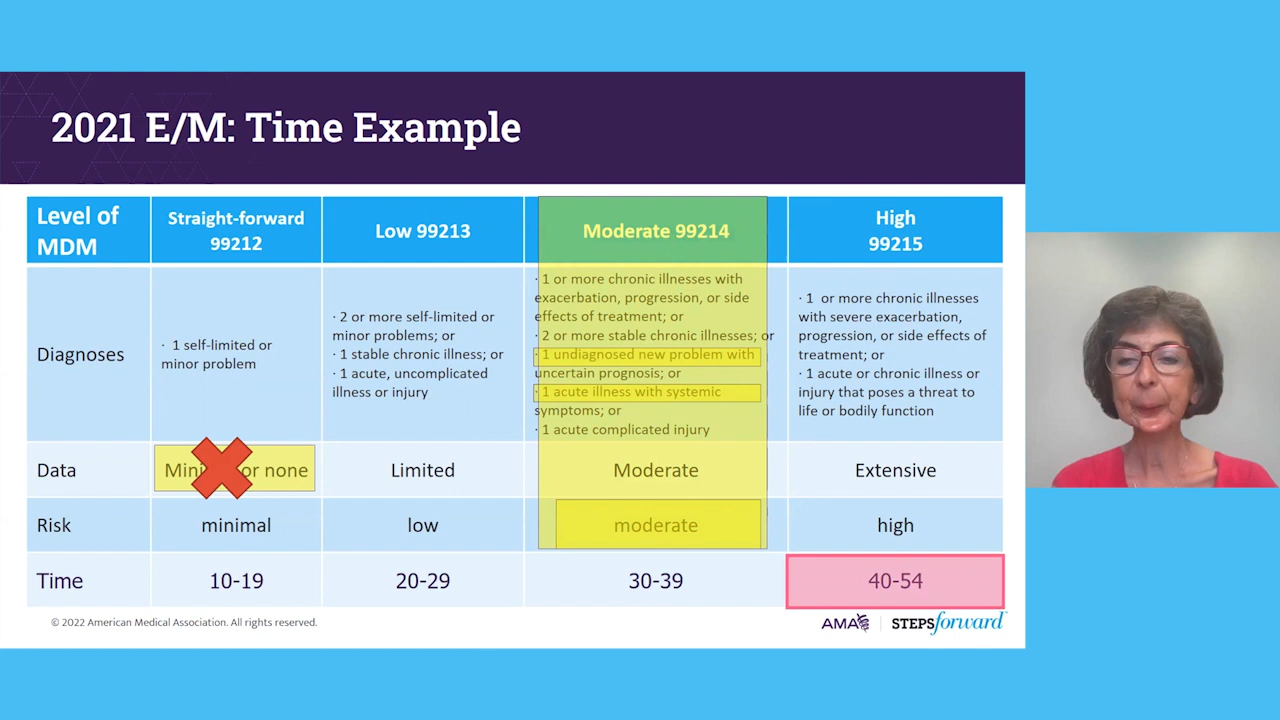 2021 E/M: Time Example
Level of
MDM
Straight-forward
99212
Low 99213
Moderate 99214
High
99215
Diagnoses
· 1 self-limited or
minor problem
· 2 or more self-limited or
minor problems; or
· 1 stable chronic illness; or
· 1 acute, uncomplicated
illness or injury
· 1 or more chronic illnesses with
exacerbation, progression, or side
effects of treatment; or
· 2 or more stable chronic illnesses; or
· 1 undiagnosed new problem with
uncertain prognosis; or
· 1 acute illness with systemic
symptoms; or
· 1 acute complicated injury
· 1 or more chronic illnesses
with severe exacerbation,
progression, or side effects of
treatment; or
· 1 acute or chronic illness or
injury that poses a threat to
life or bodily function
Data
or none
Limited
Moderate
Extensive
Risk
minimal
low
moderate
high
Time
10-19
20-29
30-39
40-54
© 2022 American Medical Association. All rights reserved.
AMA
STEPSforward